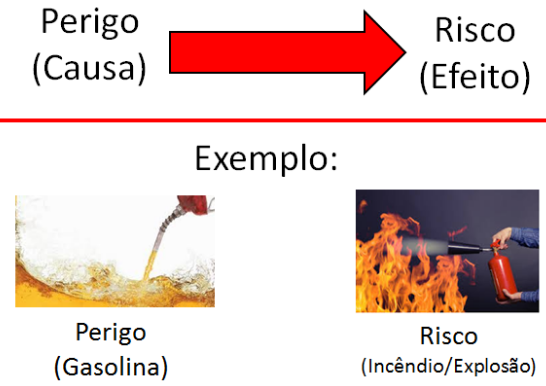 Perigo
(Causa)
Risco
(Efeito)
Exemplo:
Perigo
(Gasolina)
Risco
(Incêndio/Explosão)